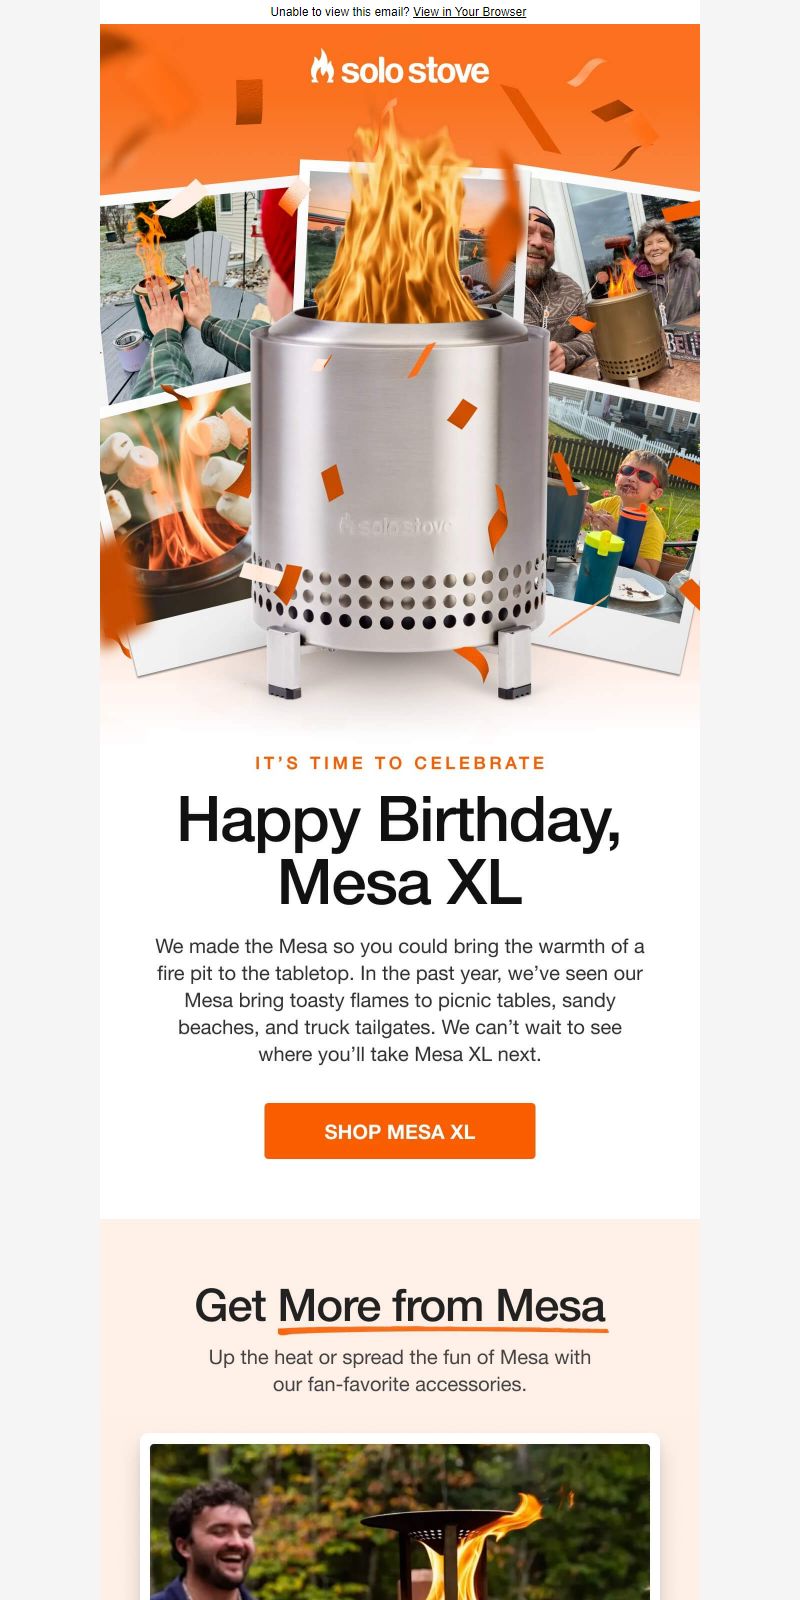 Unable to view this email? View in Your Browser
solo stove
solo stove
IT’S TIME TO CELEBRATE
Happy Birthday,
Mesa XL
We made the Mesa so you could bring the warmth of a
fire pit to the tabletop. In the past year, we’ve seen our
Mesa bring toasty flames to picnic tables, sandy
beaches, and truck tailgates. We can’t wait to see
where you’ll take Mesa XL next.
SHOP MESA XL
Get More from Mesa
Up the heat or spread the fun of Mesa with
our fan-favorite accessories.